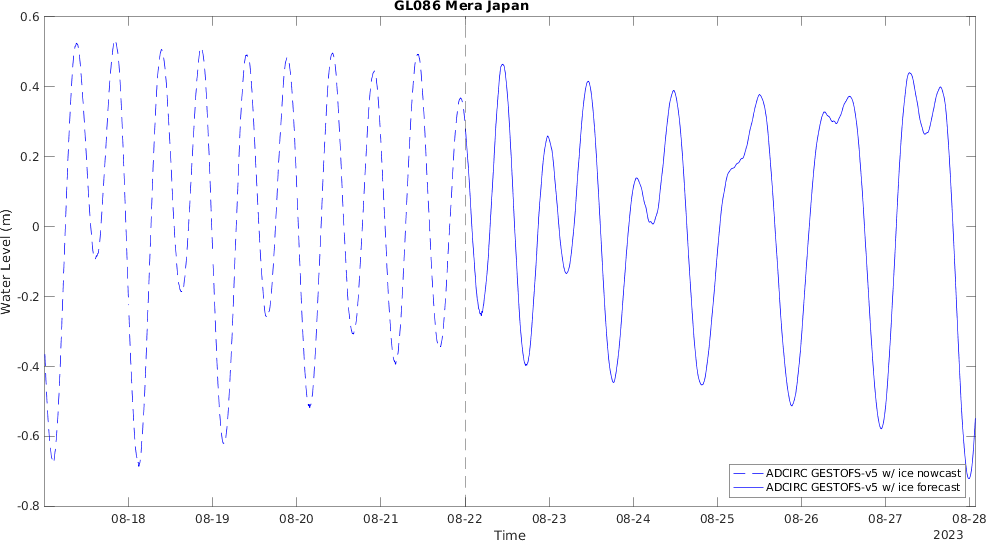 GL086 Mera Japan
0.6
0.4
0.2
0
-0.2
-0.4
-0.6
-0.8
Water Level (m)
ADCIRC GESTOFS-v5 w/ ice nowcast
ADCIRC GESTOFS-v5 w/ ice forecast
08-18 08-19 08-20 08-21 08-22 08-23 08-24 08-25 08-26 08-27 08-28
Time
2023